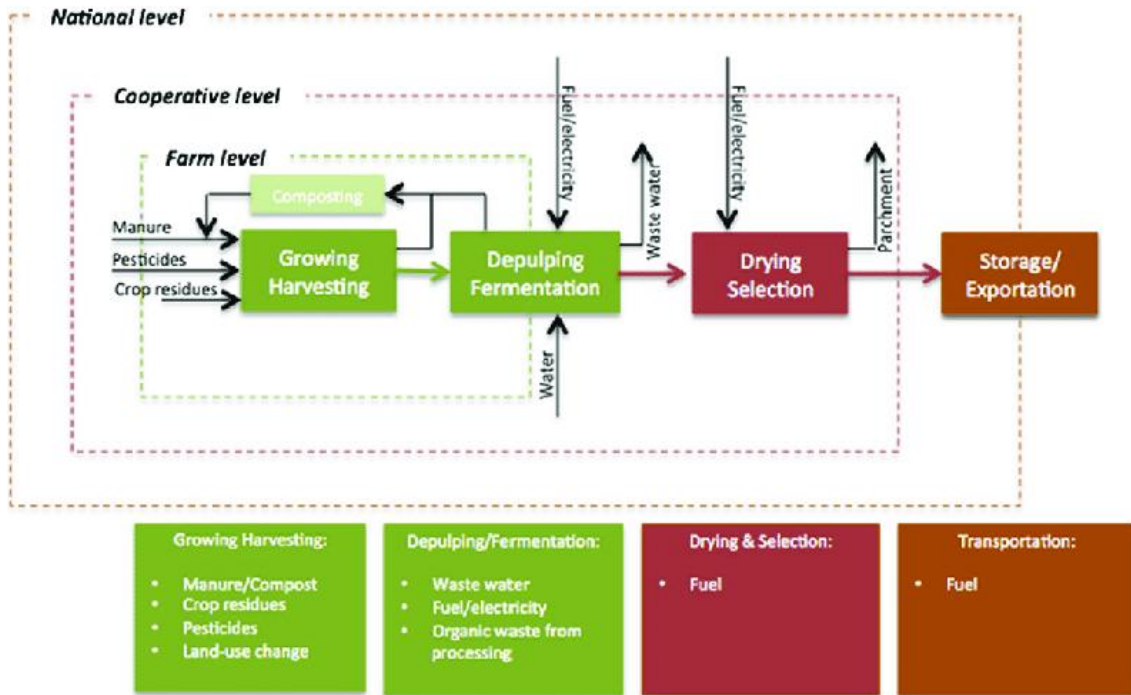 National level
Cooperative level
Farm level
Fuel/electricity
Waste water
Fuel/electricity
Parchment
Composting
Manure
Pesticides
Crop residues
Growing
Harvesting
Depulping
Fermentation
Drying
Selection
Storage/
Exportation
Water
Growing Harvesting:
• Manure/Compost
• Crop residues
• Pesticides
• Land-use change
Depulping/Fermentation:
• Waste water
• Fuel/electricity
• Organic waste from
processing
Drying & Selection:
• Fuel
Transportation:
• Fuel